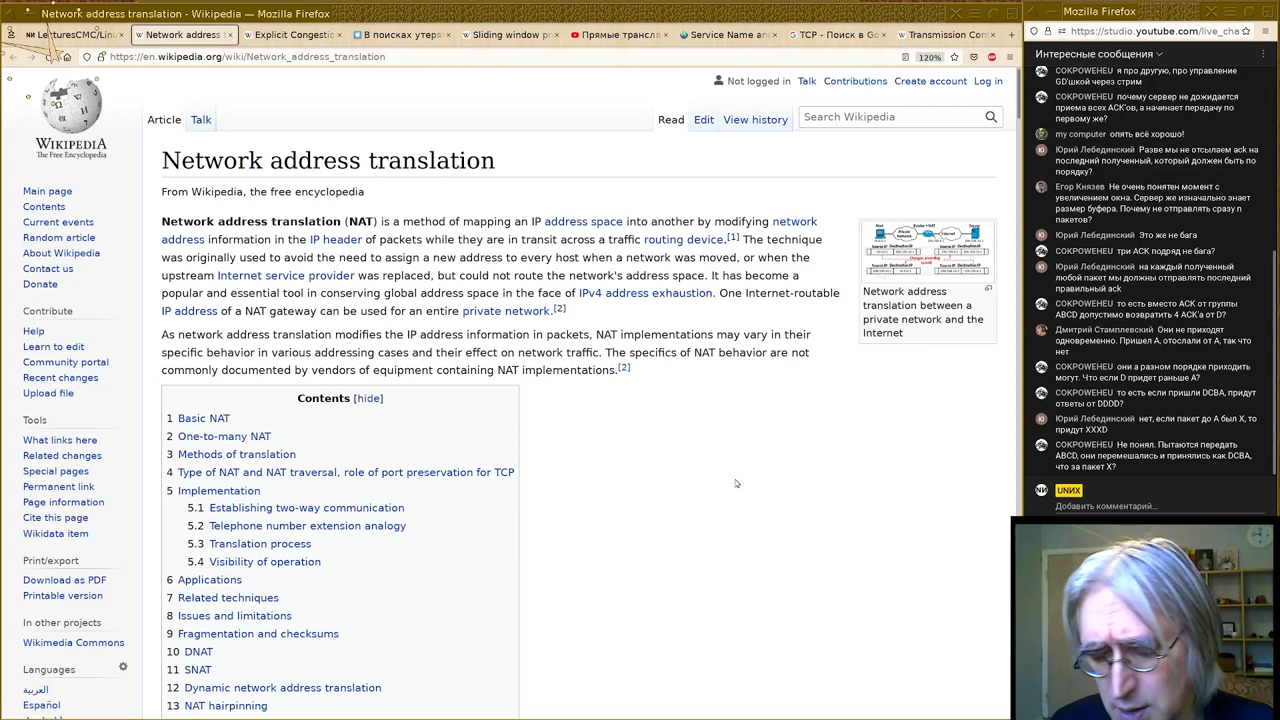 Network address translation - Wikipedia — Mozilla Firefox
LecturesCMC/Linu
Network address
Explicit Congestio
В поисках утерян
Sliding window pr
Прямые трансля
Service Name and
TCP - Поиск в Go
Transmission Cont
https://en.wikipedia.org/wiki/Network_address_translation
120%
Not logged in Talk Contributions Create account Log in
Article Talk
Read Edit View history
Search Wikipedia
WIKIPEDIA
The Free Encyclopedia
Main page
Contents
Current events
Random article
About Wikipedia
Contact us
Donate
Contribute
Help
Learn to edit
Community portal
Recent changes
Upload file
Tools
What links here
Related changes
Special pages
Permanent link
Page information
Cite this page
Wikidata item
Print/export
Download as PDF
Printable version
In other projects
Wikimedia Commons
Languages
العربية
Español
Network address translation
From Wikipedia, the free encyclopedia
Network address translation (NAT) is a method of mapping an IP address space into another by modifying network
address information in the IP header of packets while they are in transit across a traffic routing device.[1] The technique
was originally used to avoid the need to assign a new address to every host when a network was moved, or when the
upstream Internet service provider was replaced, but could not route the network's address space. It has become a
popular and essential tool in conserving global address space in the face of IPv4 address exhaustion. One Internet-routable
IP address of a NAT gateway can be used for an entire private network.[2]
As network address translation modifies the IP address information in packets, NAT implementations may vary in their
specific behavior in various addressing cases and their effect on network traffic. The specifics of NAT behavior are not
commonly documented by vendors of equipment containing NAT implementations.[2]
Network address
translation between a
private network and the
Internet
Contents [hide]
1 Basic NAT
2 One-to-many NAT
3 Methods of translation
4 Type of NAT and NAT traversal, role of port preservation for TCP
5 Implementation
5.1 Establishing two-way communication
5.2 Telephone number extension analogy
5.3 Translation process
5.4 Visibility of operation
6 Applications
7 Related techniques
8 Issues and limitations
9 Fragmentation and checksums
10 DNAT
11 SNAT
12 Dynamic network address translation
13 NAT hairpinning
Mozilla Firefox
https://studio.youtube.com/live_cha
Интересные сообщения
COKPOWEHEU я про другую, про управление
GD'шкой через стрим
COKPOWEHEU почему сервер не дожидается
приема всех ACK'ов, а начинает передачу по
первому же?
my computer опять всё хорошо!
Юрий Лебединский Разве мы не отсылаем ack на
последний полученный, который должен быть по
порядку?
Егор Князев Не очень понятен момент с
увеличением окна. Сервер же изначально знает
размер буфера. Почему не отправлять сразу n
пакетов?
Юрий Лебединский Это же не бага
COKPOWEHEU три ACK подряд не бага?
Юрий Лебединский на каждый полученный
любой пакет мы должны отправлять последний
правильный ack
COKPOWEHEU то есть вместо ACK от группы
ABCD допустимо возвратить 4 ACK'а от D?
Дмитрий Стамплевский Они не приходят
одновременно. Пришел A, отослали от A, так что
нет
COKPOWEHEU они а разном порядке приходить
могут. Что если D придет раньше A?
COKPOWEHEU то есть если пришли DCBA, придут
ответы от DDDD?
Юрий Лебединский нет, если пакет до A был X, то
придут XXXD
COKPOWEHEU Не понял. Пытаются передать
ABCD, они перемешались и принялись как DCBA,
что за пакет X?
UNИX
Добавить комментарий...